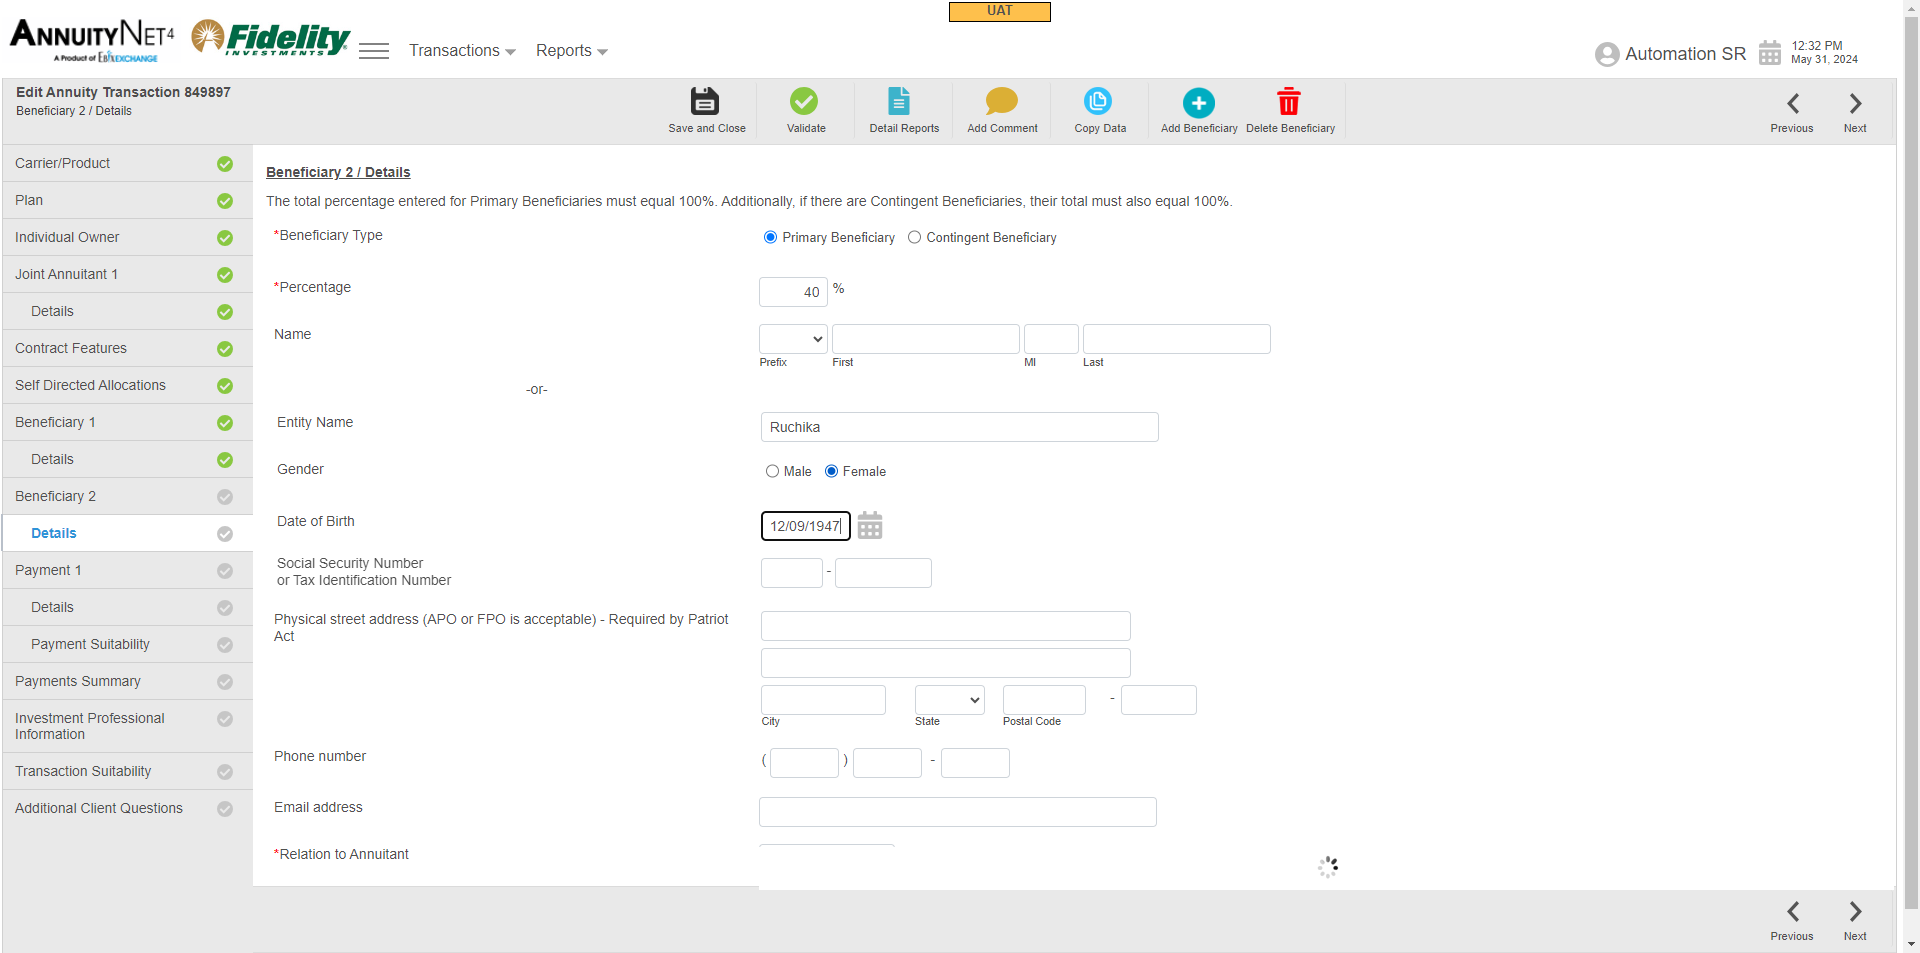 UAT
ANNUITYNET4
A Product of EbixEXCHANGE
Fidelity
INVESTMENTS
Transactions
Reports
Automation SR
12:32 PM
May 31, 2024
Edit Annuity Transaction 849897
Beneficiary 2 / Details
Save and Close
Validate
Detail Reports
Add Comment
Copy Data
Add Beneficiary
Delete Beneficiary
Previous
Next
Carrier/Product
Plan
Individual Owner
Joint Annuitant 1
Details
Contract Features
Self Directed Allocations
Beneficiary 1
Details
Beneficiary 2
Details
Payment 1
Details
Payment Suitability
Payments Summary
Investment Professional
Information
Transaction Suitability
Additional Client Questions
Beneficiary 2 / Details
The total percentage entered for Primary Beneficiaries must equal 100%. Additionally, if there are Contingent Beneficiaries, their total must also equal 100%.
*Beneficiary Type
Primary Beneficiary
Contingent Beneficiary
*Percentage
40 %
Name
Prefix
First
MI
Last
-or-
Entity Name
Ruchika
Gender
Male
Female
Date of Birth
12/09/1947
Social Security Number
or Tax Identification Number
-
Physical street address (APO or FPO is acceptable) - Required by Patriot
Act
-
City
State
Postal Code
Phone number
( ) -
Email address
*Relation to Annuitant
Previous
Next